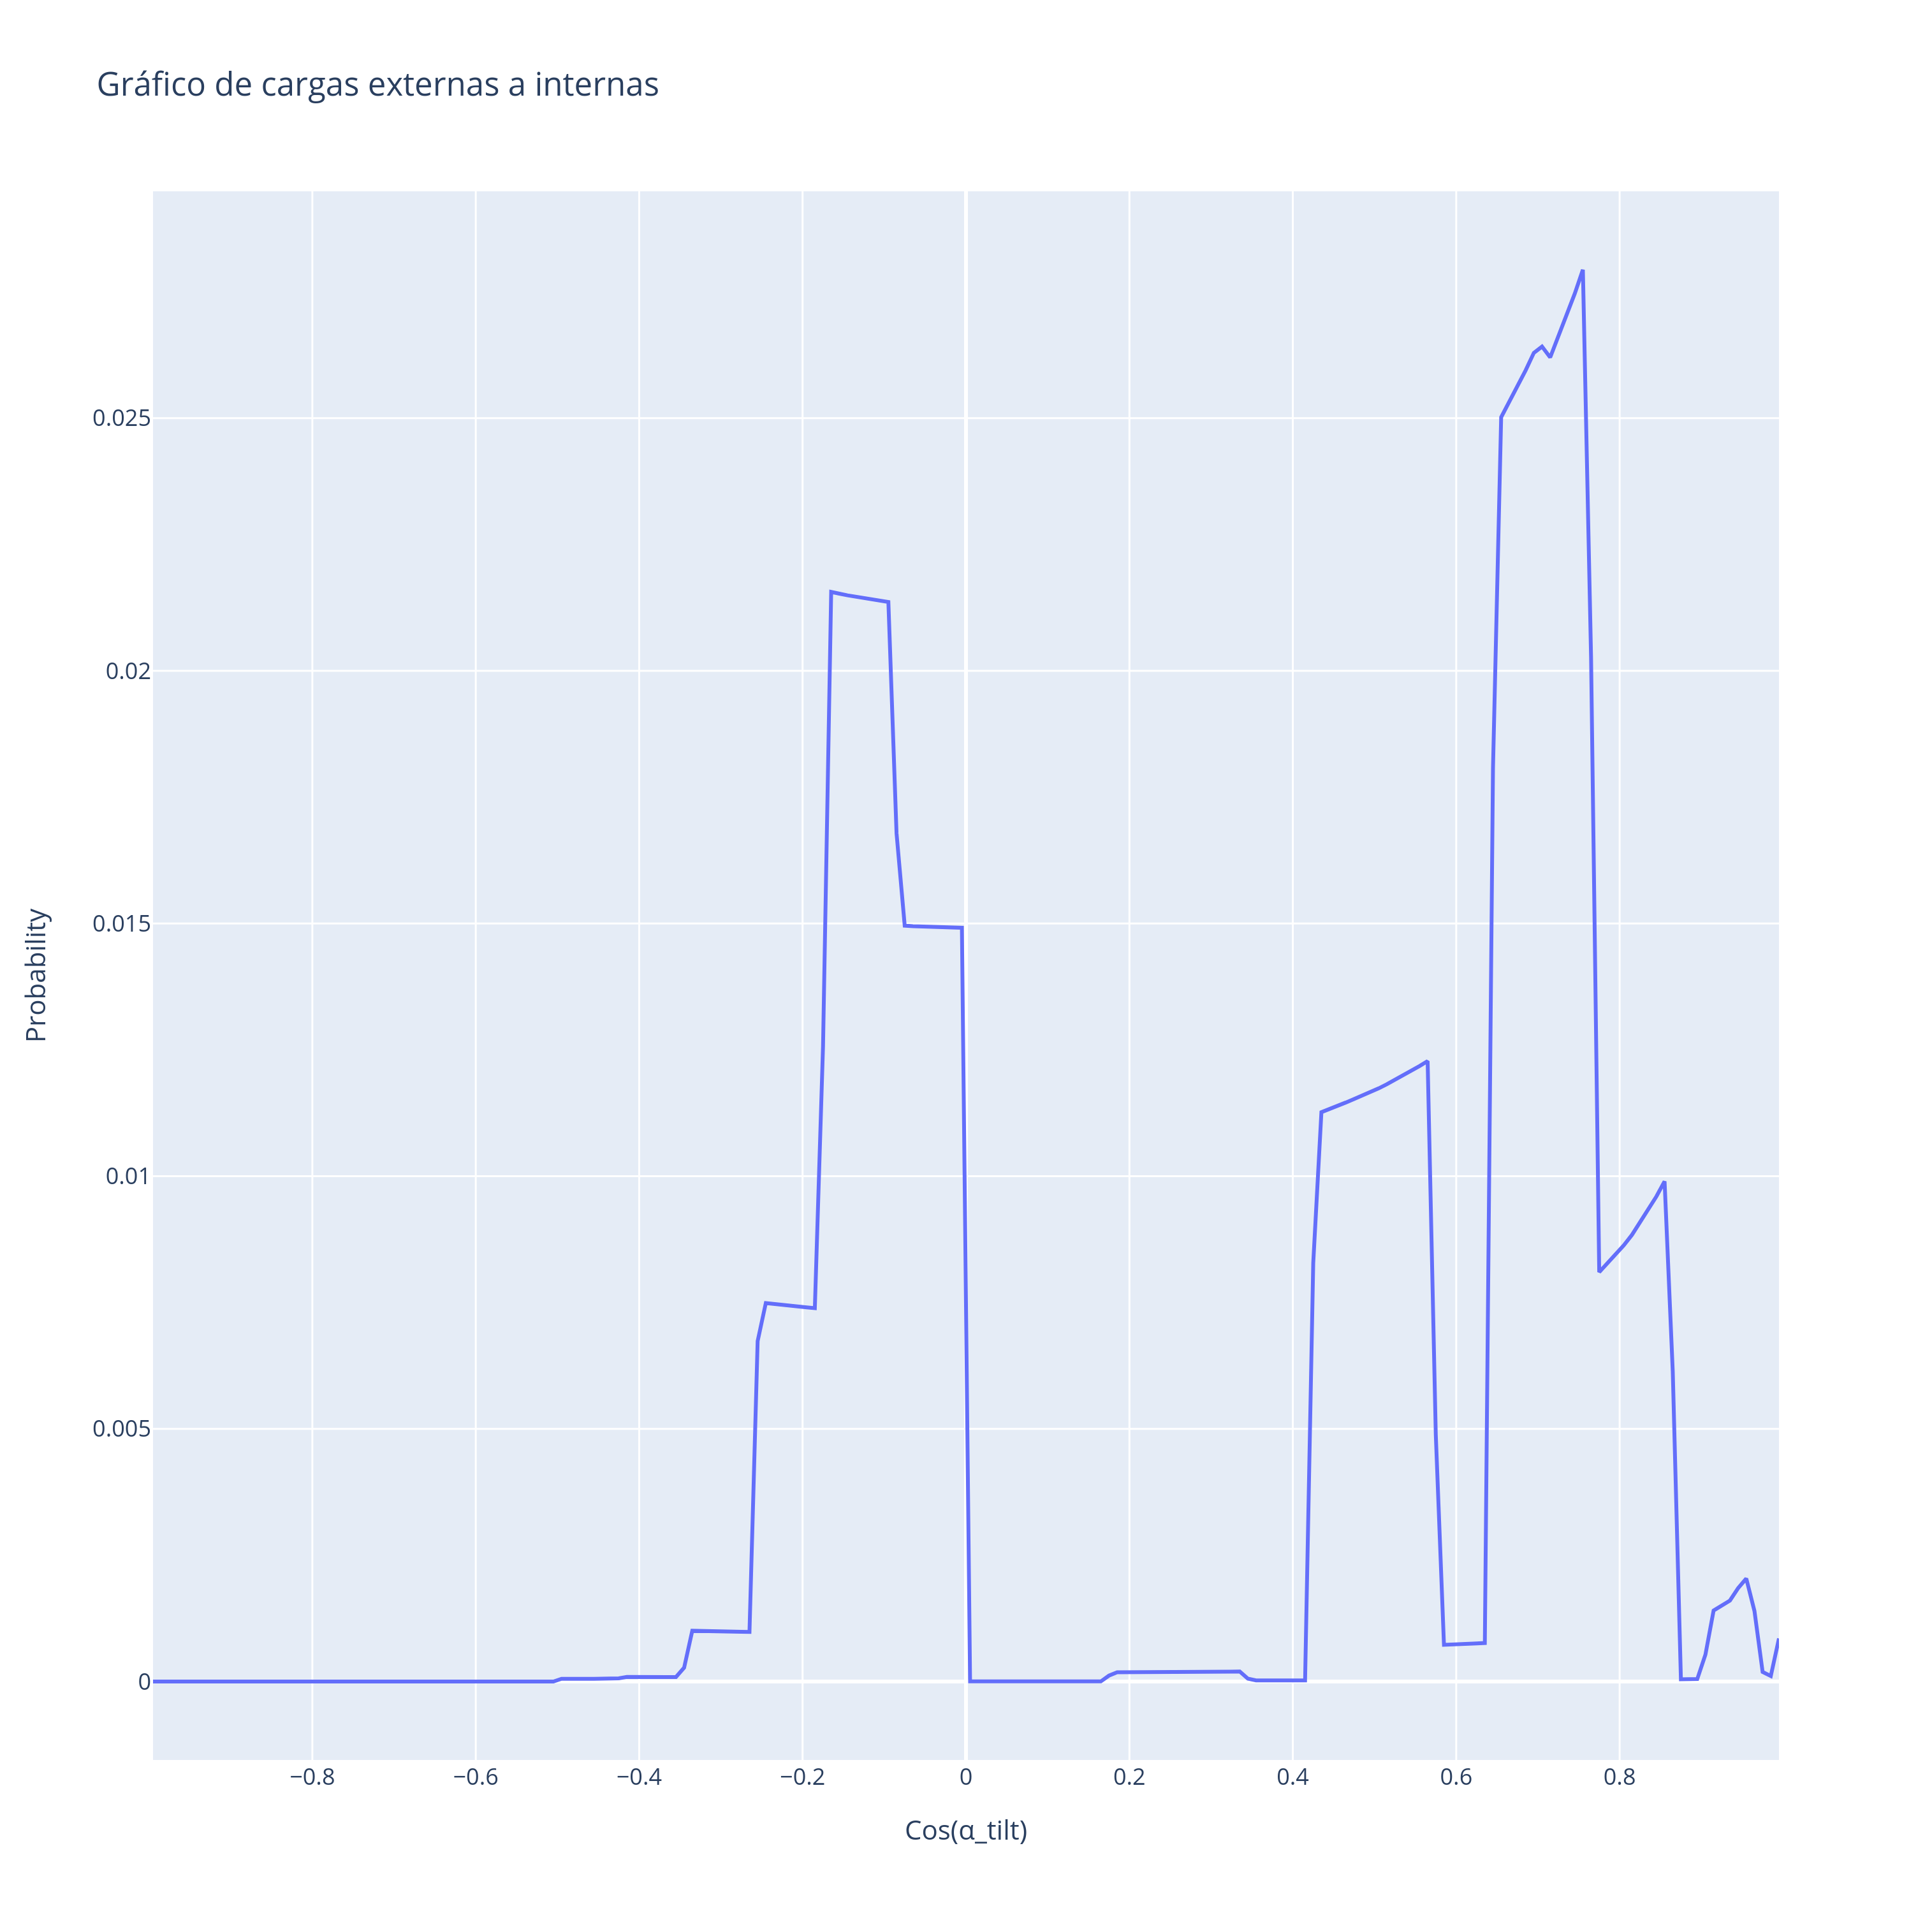 Gráfico de cargas externas a internas
0.025
0.02
0.015
0.01
0.005
0
Probability
−0.8 −0.6 −0.4 −0.2 0 0.2 0.4 0.6 0.8
Cos(α_tilt)